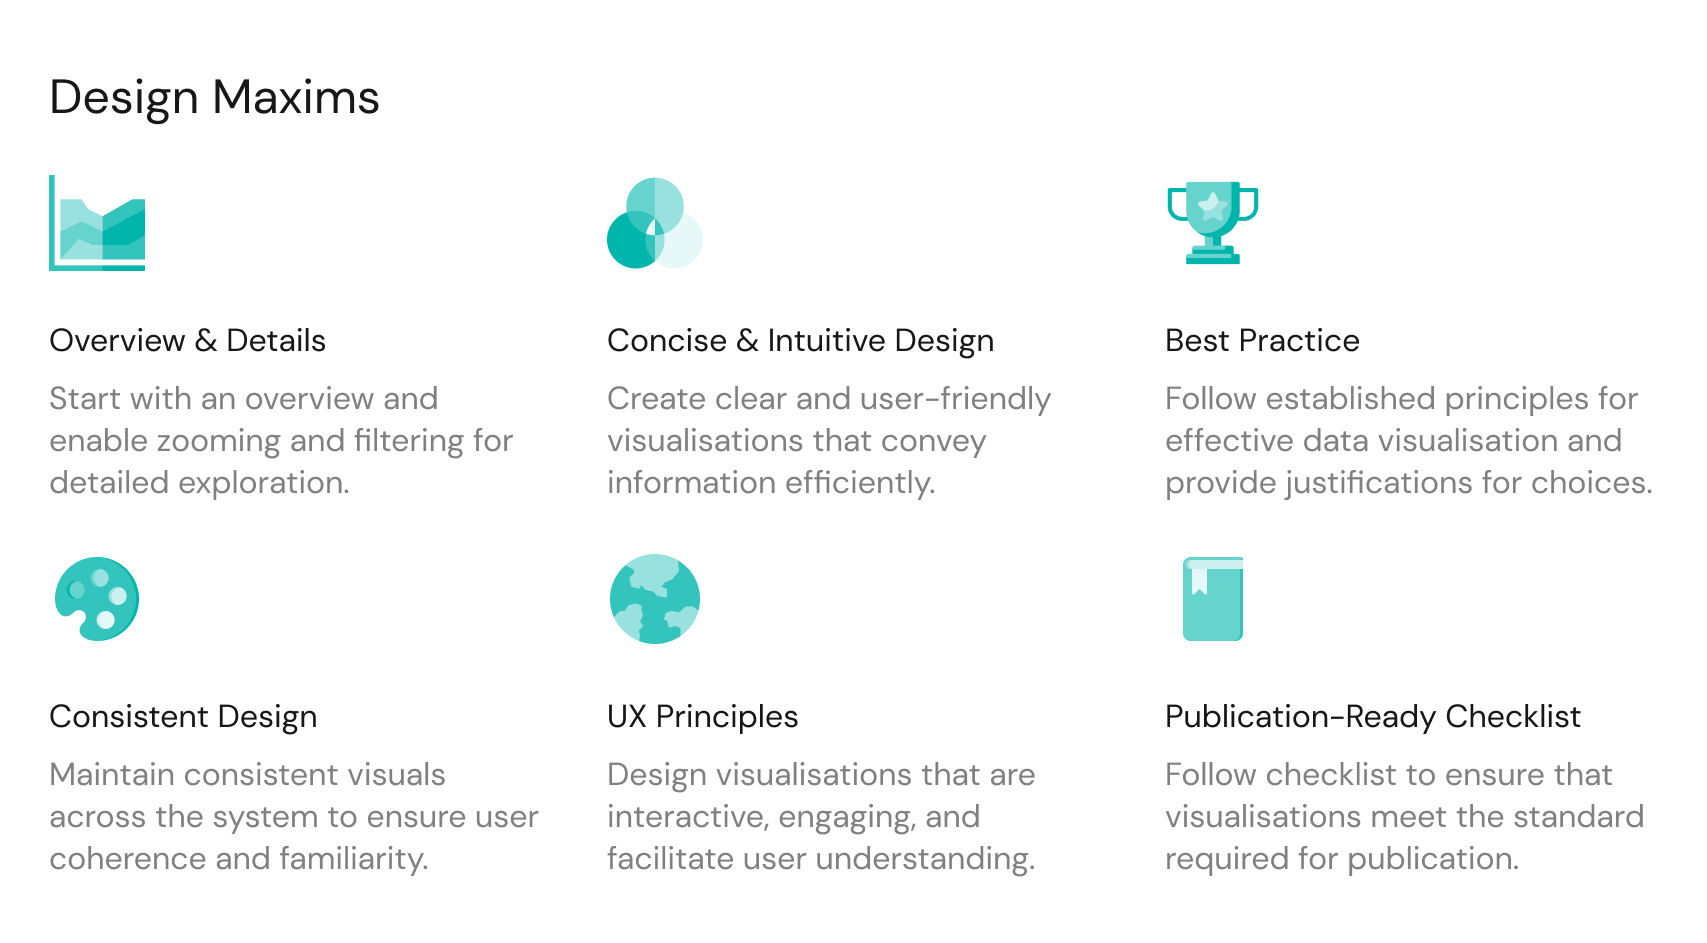 Design Maxims
Overview & Details
Start with an overview and
enable zooming and filtering for
detailed exploration.
Concise & Intuitive Design
Create clear and user-friendly
visualisations that convey
information efficiently.
Best Practice
Follow established principles for
effective data visualisation and
provide justifications for choices.
Consistent Design
Maintain consistent visuals
across the system to ensure user
coherence and familiarity.
UX Principles
Design visualisations that are
interactive, engaging, and
facilitate user understanding.
Publication-Ready Checklist
Follow checklist to ensure that
visualisations meet the standard
required for publication.